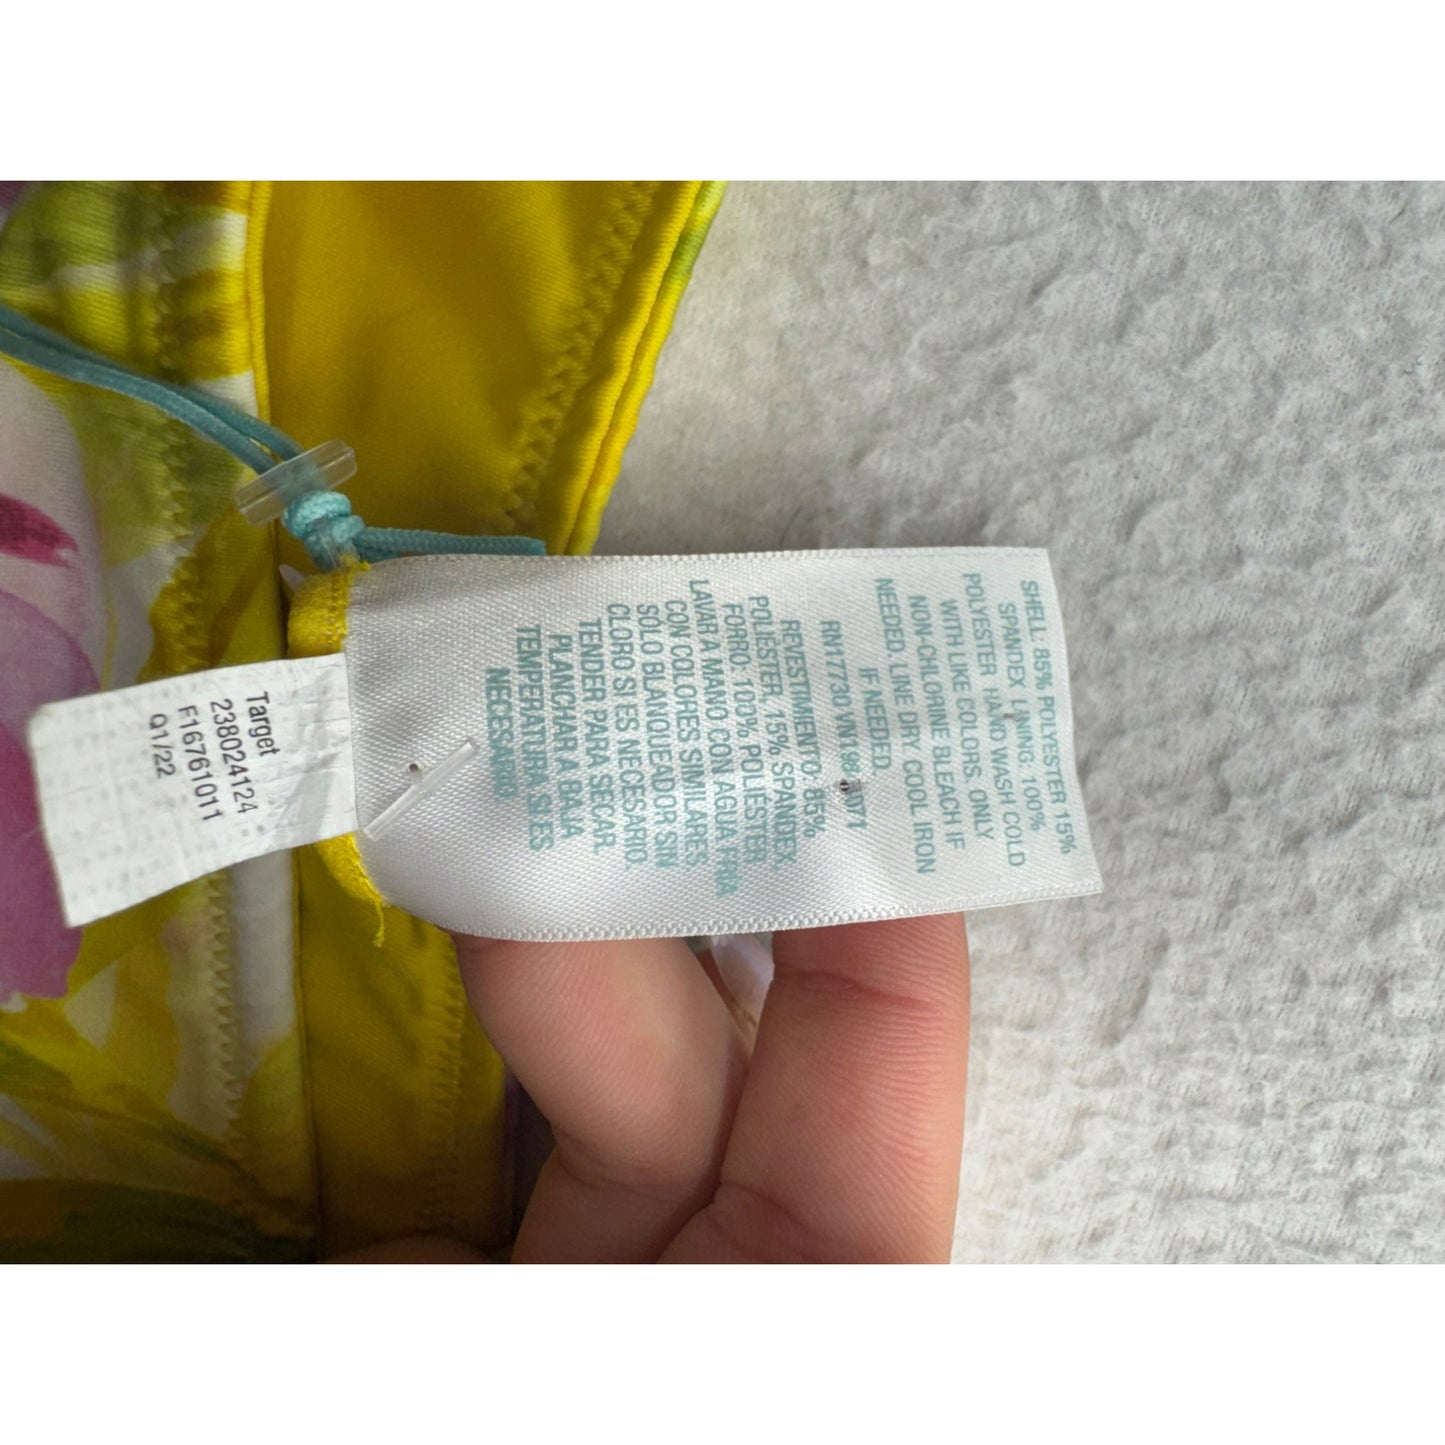 SHELL: 85% POLYESTER 15%
SPANDEX LINING: 100%
POLYESTER HAND WASH COLD
WITH LIKE COLORS. ONLY
NON-CHLORINE BLEACH IF
NEEDED. LINE DRY. COOL IRON
IF NEEDED.
RN17730
REVESTIMIENTO: 85%
POLIESTER, 15% SPANDEX.
FORRO: 100% POLIESTER
LAVAR A MANO CON AGUA FRIA
CON COLORES SIMILARES
SOLO BLANQUEADOR SIN
CLORO SI ES NECESARIO
TENDER PARA SECAR
PLANCHAR A BAJA
TEMPERATURA SI ES
NECESARIO
Target
238024124
F16761011
Q1/22